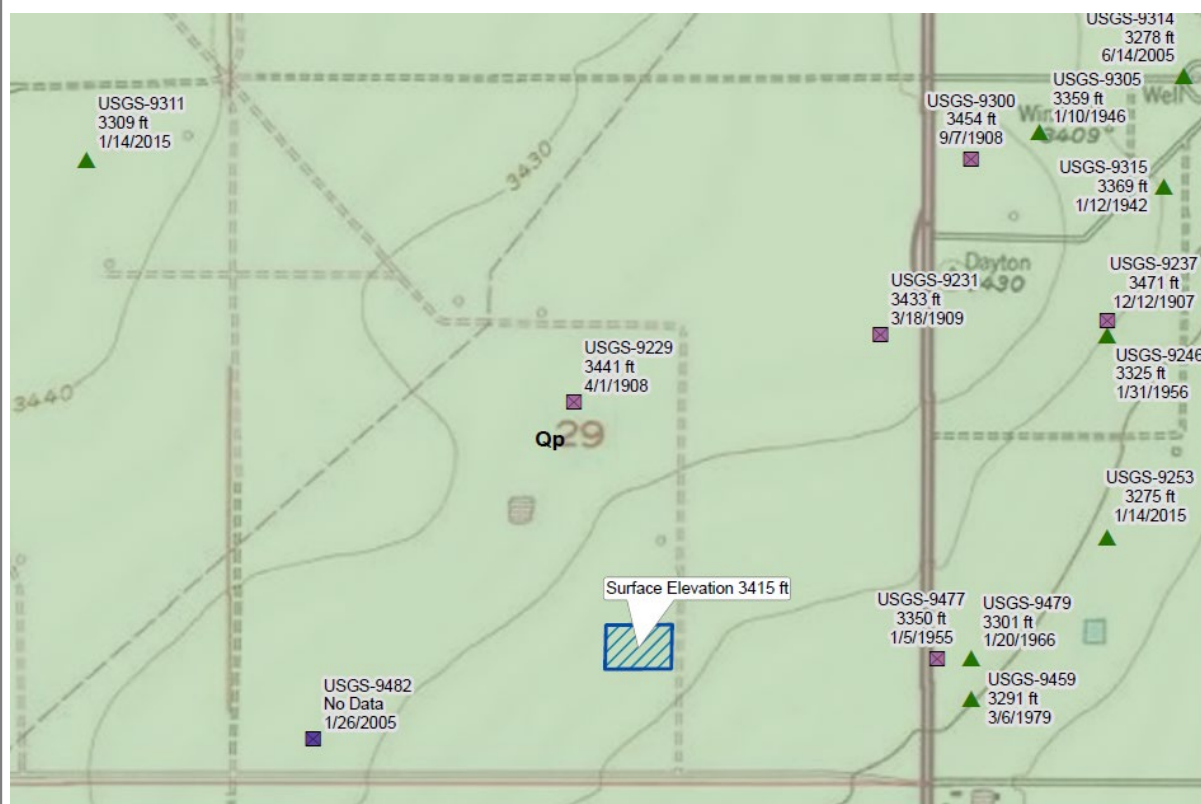 USGS-9314
3278 ft
6/14/2005
USGS-9311
3309 ft
1/14/2015
USGS-9305
3359 ft
1/10/1946
Well
USGS-9300
3454 ft
9/7/1908
3409
3430
USGS-9315
3369 ft
1/12/1942
Dayton
3430
USGS-9237
3471 ft
12/12/1907
USGS-9231
3433 ft
3/18/1909
USGS-9229
3441 ft
4/1/1908
USGS-9246
3325 ft
1/31/1956
3440
Qp
29
USGS-9253
3275 ft
1/14/2015
Surface Elevation 3415 ft
USGS-9477
3350 ft
1/5/1955
USGS-9479
3301 ft
1/20/1966
USGS-9459
3291 ft
3/6/1979
USGS-9482
No Data
1/26/2005